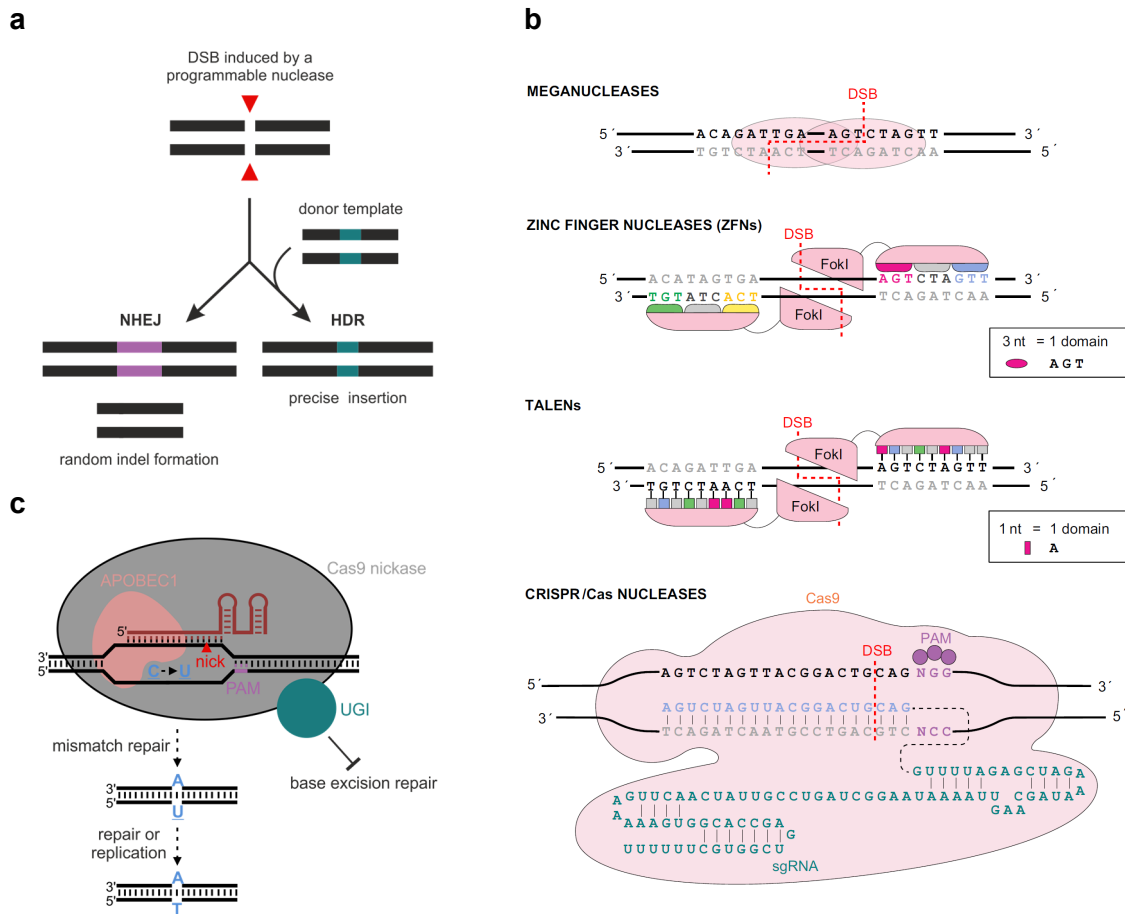 a
DSB induced by a
programmable nuclease
donor template
NHEJ
HDR
precise insertion
random indel formation
b
MEGANUCLEASES
DSB
5´ ACAGATTGA AGTCTAGTT 3´
3´ TGTCTAACT TCAGATCAA 5´
ZINC FINGER NUCLEASES (ZFNs)
DSB
FokI
5´ ACATAGTGA AGTCTAGTT 3´
3´ TGTATCACT TCAGATCAA 5´
FokI
3 nt = 1 domain
AGT
TALENs
DSB
FokI
5´ ACAGATTGA AGTCTAGTT 3´
3´ TGTCTAACT TCAGATCAA 5´
FokI
1 nt = 1 domain
A
CRISPR/Cas NUCLEASES
Cas9
PAM
DSB
5´ AGTCTAGTTACGGACTGCAG NGG 3´
AGUCUAGUUACGGACUGCAG
3´ TCAGATCAATGCCTGACGTC NCC 5´
GUUUUAGAGCUAGA
A
AGUUCAACUAUUGCCUGAUCGGAAUAAAAUU CGAUAA
GAA
A
AAAAGUGGCACCGA
G
UUUUUUCGGUGCU
sgRNA
c
Cas9 nickase
APOBEC1
5'
3'
5'
nick
C U
PAM
UGI
mismatch repair
base excision repair
A
3'
5'
U
repair or
replication
A
3'
5'
T